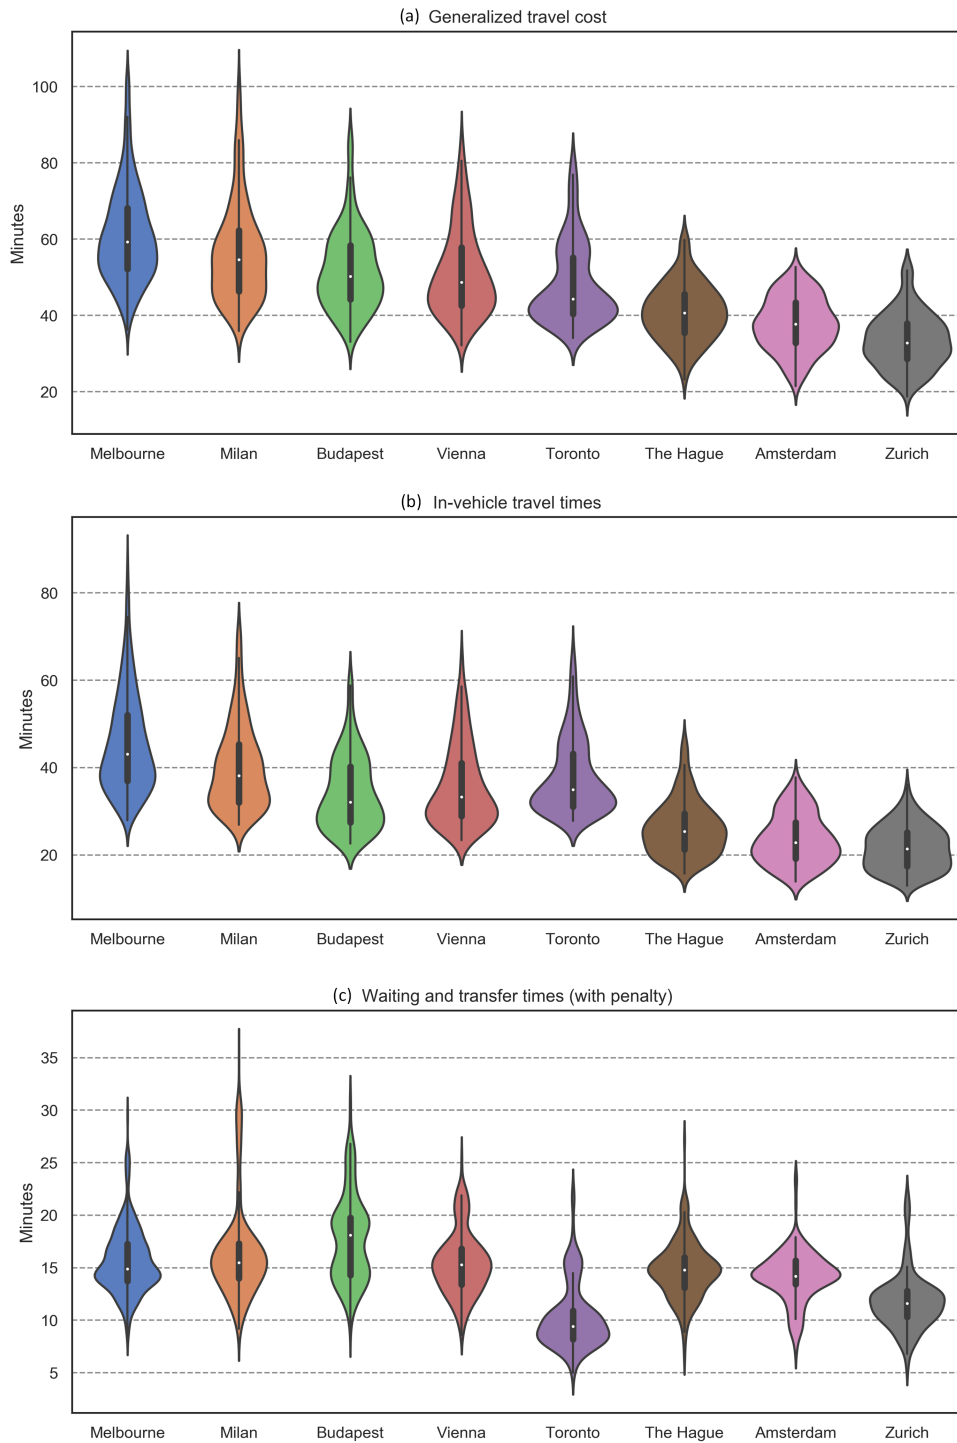 (a) Generalized travel cost
Minutes
100
80
60
40
20
Melbourne Milan Budapest Vienna Toronto The Hague Amsterdam Zurich
(b) In-vehicle travel times
Minutes
80
60
40
20
Melbourne Milan Budapest Vienna Toronto The Hague Amsterdam Zurich
(c) Waiting and transfer times (with penalty)
Minutes
35
30
25
20
15
10
5
Melbourne Milan Budapest Vienna Toronto The Hague Amsterdam Zurich